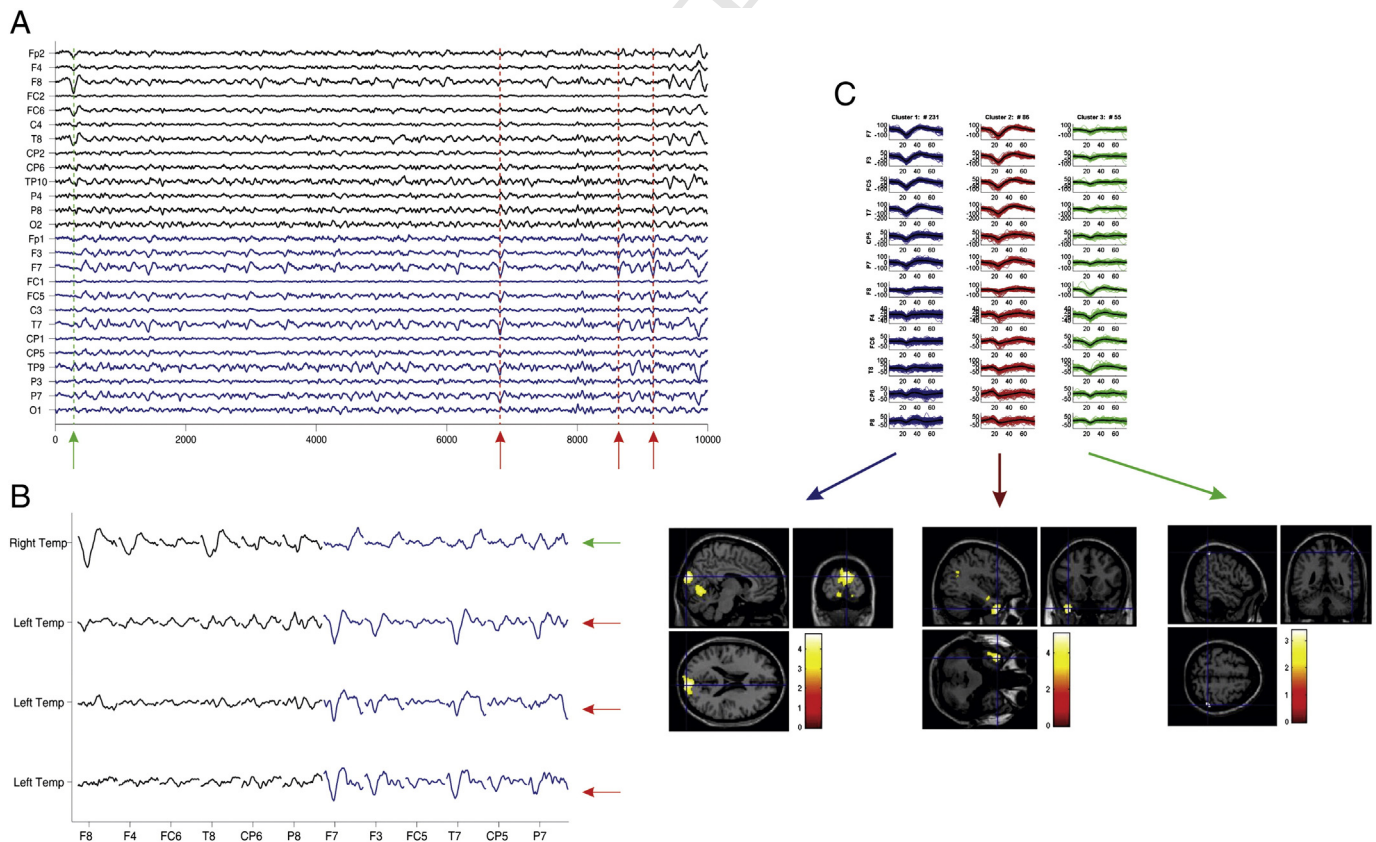 A
Fp2
F4
F8
FC2
FC6
C4
T8
CP2
CP6
TP10
P4
P8
O2
Fp1
F3
F7
FC1
FC5
C3
T7
CP1
CP5
TP9
P3
P7
O1
0 2000 4000 6000 8000 10000
B
Right Temp
Left Temp
Left Temp
Left Temp
F8 F4 FC6 T8 CP6 P8 F7 F3 FC5 T7 CP5 P7
C
Cluster 1: # 231 Cluster 2: # 86 Cluster 3: # 55
F7
F3
FC5
T7
CP5
P7
F8
F4
FC6
T8
P8
20 40 60 20 40 60 20 40 60
4
3
2
1
0
4
2
0
3
2
1
0